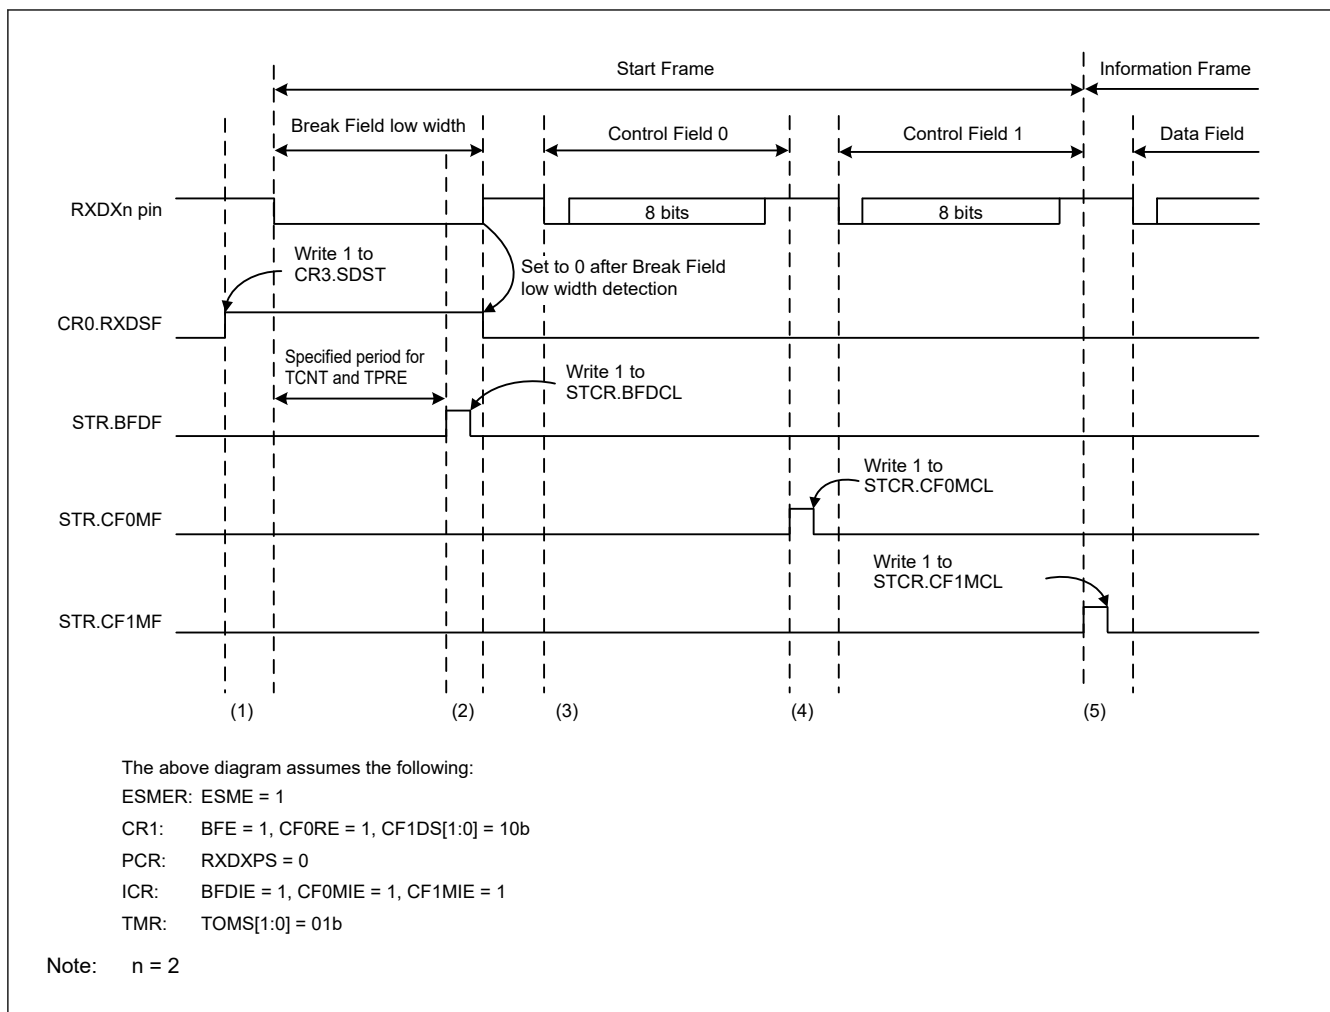 Start Frame
Information Frame
Break Field low width
Control Field 0
Control Field 1
Data Field
RXDXn pin
8 bits
8 bits
Write 1 to
CR3.SDST
Set to 0 after Break Field
low width detection
CR0.RXDSF
Specified period for
TCNT and TPRE
Write 1 to
STCR.BFDCL
STR.BFDF
Write 1 to
STCR.CF0MCL
STR.CF0MF
Write 1 to
STCR.CF1MCL
STR.CF1MF
(1)
(2)
(3)
(4)
(5)
The above diagram assumes the following:
ESMER: ESME = 1
CR1: BFE = 1, CF0RE = 1, CF1DS[1:0] = 10b
PCR: RXDXPS = 0
ICR: BFDIE = 1, CF0MIE = 1, CF1MIE = 1
TMR: TOMS[1:0] = 01b
Note: n = 2